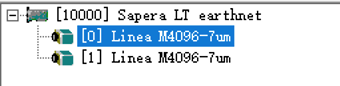 [10000] Sapera LT earthnet
[0] Linea M4096-7um
[1] Linea M4096-7um